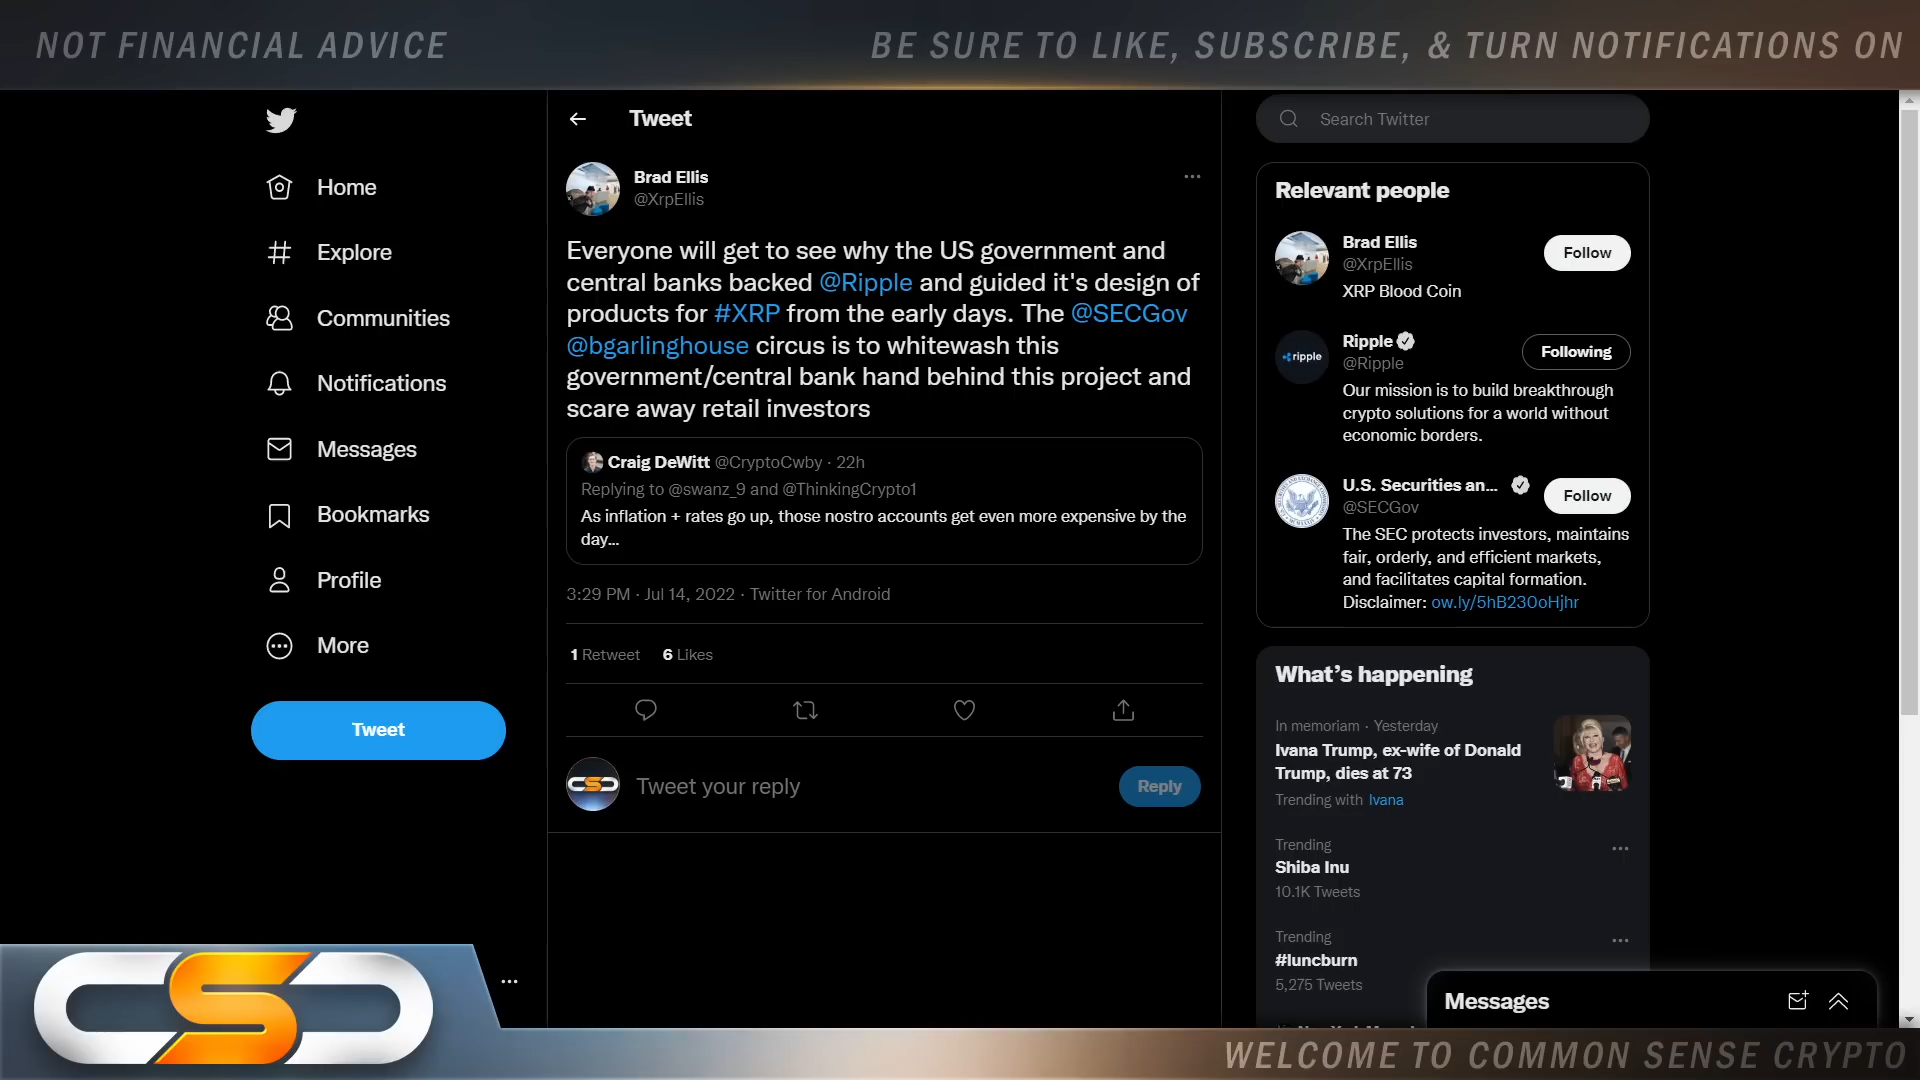 NOT FINANCIAL ADVICE
BE SURE TO LIKE, SUBSCRIBE, & TURN NOTIFICATIONS ON
Home
Explore
Communities
Notifications
Messages
Bookmarks
Profile
More
Tweet
Tweet
Brad Ellis
@XrpEllis
Everyone will get to see why the US government and
central banks backed @Ripple and guided it's design of
products for #XRP from the early days. The @SECGov
@bgarlinghouse circus is to whitewash this
government/central bank hand behind this project and
scare away retail investors
Craig DeWitt @CryptoCwby · 22h
Replying to @swanz_9 and @ThinkingCrypto1
As inflation + rates go up, those nostro accounts get even more expensive by the
day...
3:29 PM · Jul 14, 2022 · Twitter for Android
1 Retweet 6 Likes
Tweet your reply
Reply
Search Twitter
Relevant people
Brad Ellis
@XrpEllis
Follow
XRP Blood Coin
ripple
Ripple
@Ripple
Following
Our mission is to build breakthrough
crypto solutions for a world without
economic borders.
U.S. Securities an...
@SECGov
Follow
The SEC protects investors, maintains
fair, orderly, and efficient markets,
and facilitates capital formation.
Disclaimer: ow.ly/5hB230oHjhr
What's happening
In memoriam · Yesterday
Ivana Trump, ex-wife of Donald
Trump, dies at 73
Trending with Ivana
Trending
Shiba Inu
10.1K Tweets
Trending
#luncburn
5,275 Tweets
Messages
WELCOME TO COMMON SENSE CRYPTO